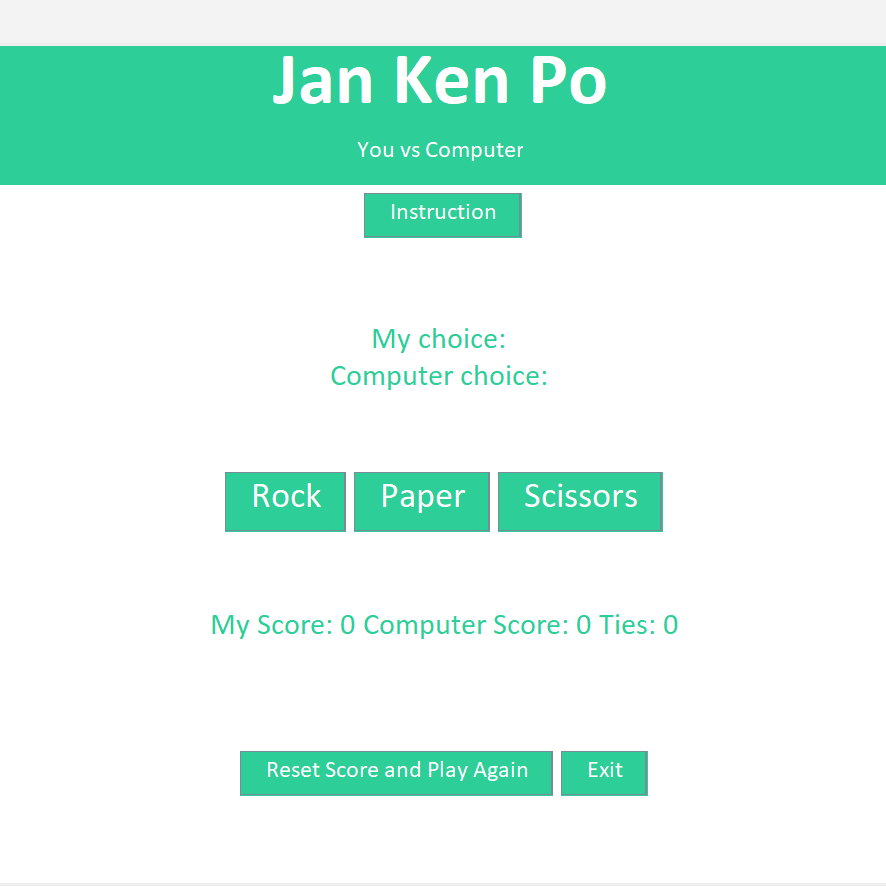 Jan Ken Po
You vs Computer
Instruction
My choice:
Computer choice:
Rock Paper Scissors
My Score: 0 Computer Score: 0 Ties: 0
Reset Score and Play Again Exit